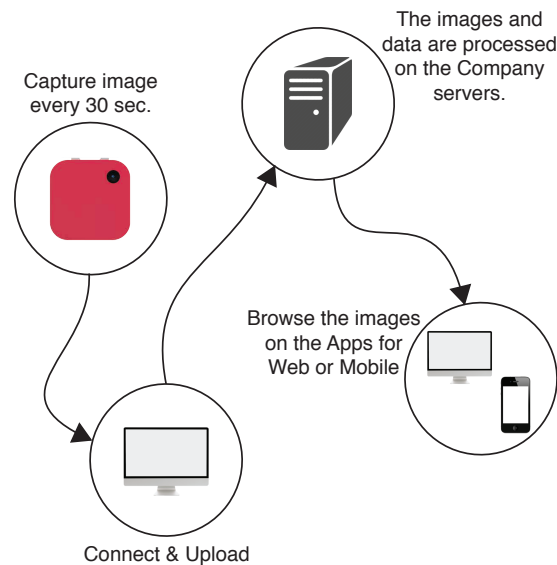 Capture image
every 30 sec.
Connect & Upload
The images and
data are processed
on the Company
servers.
Browse the images
on the Apps for
Web or Mobile